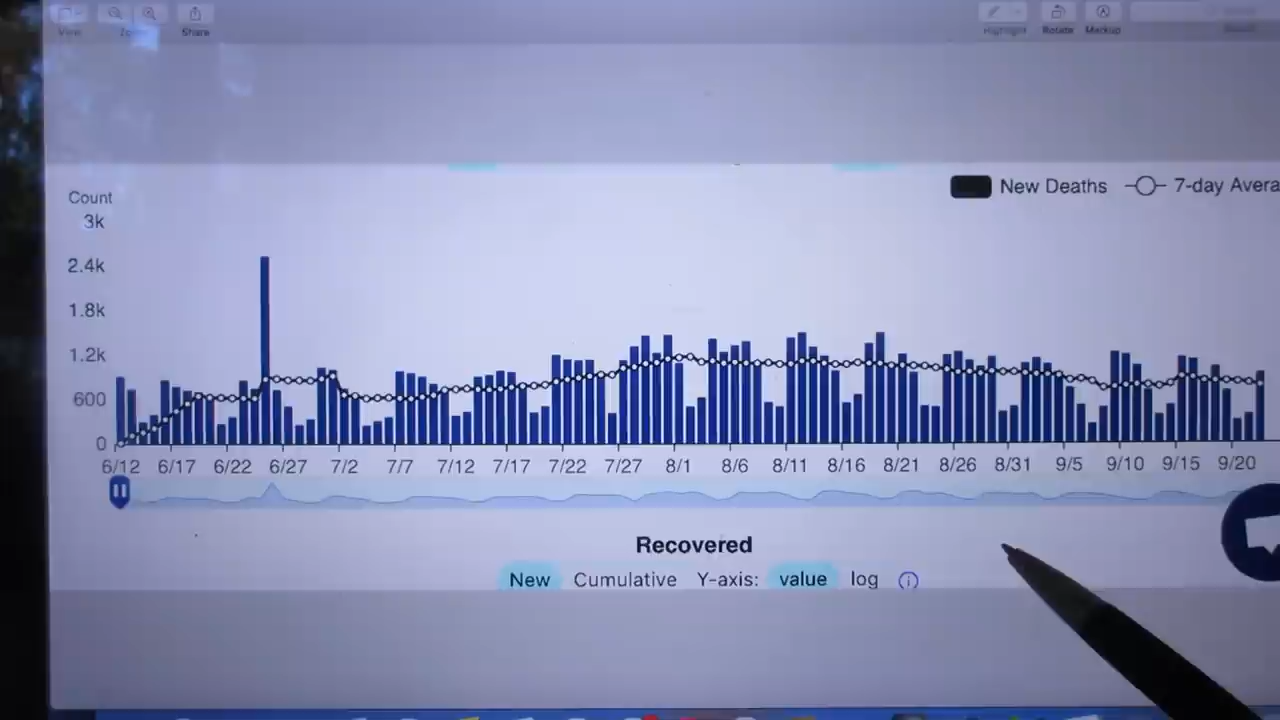 View
Share
Highlight
Rotate
Markup
New Deaths
7-day Avera
Count
3k
2.4k
1.8k
1.2k
600
0
6/12 6/17 6/22 6/27 7/2 7/7 7/12 7/17 7/22 7/27 8/1 8/6 8/11 8/16 8/21 8/26 8/31 9/5 9/10 9/15 9/20
Recovered
New Cumulative Y-axis: value log